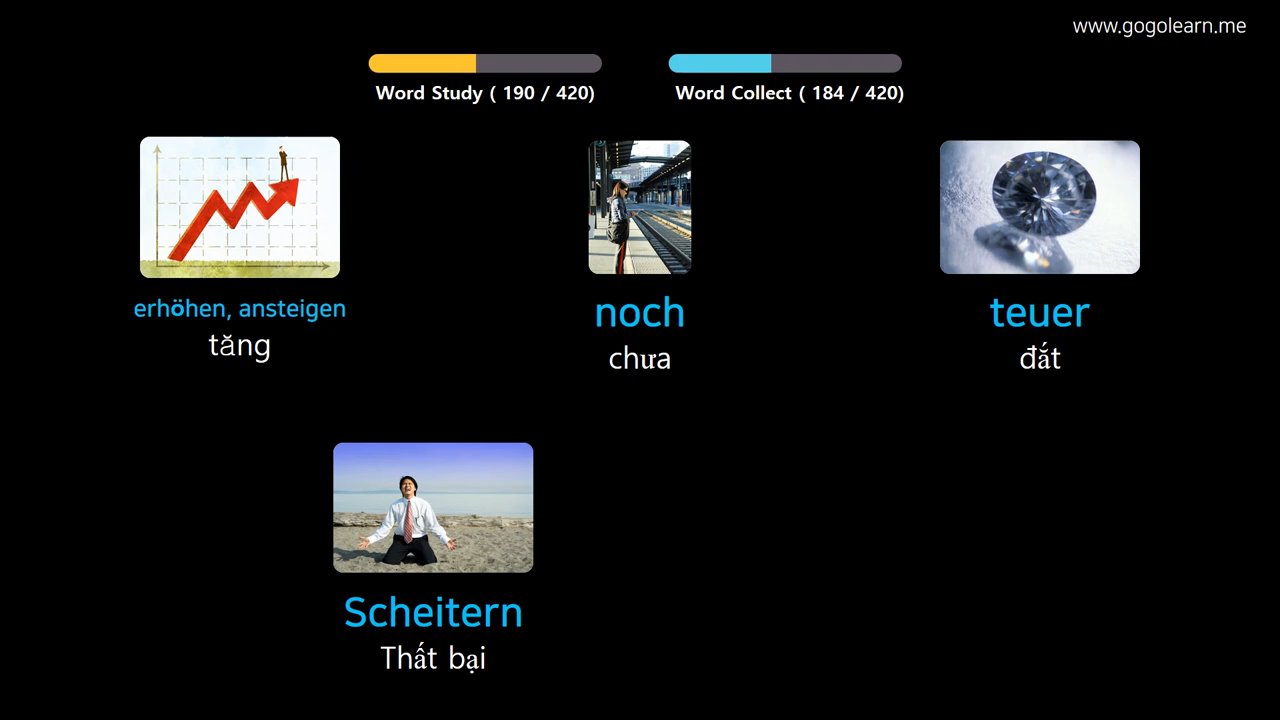 www.gogolearn.me
Word Study ( 190 / 420)
Word Collect ( 184 / 420)
erhöhen, ansteigen
tăng
noch
chưa
teuer
đắt
Scheitern
Thất bại